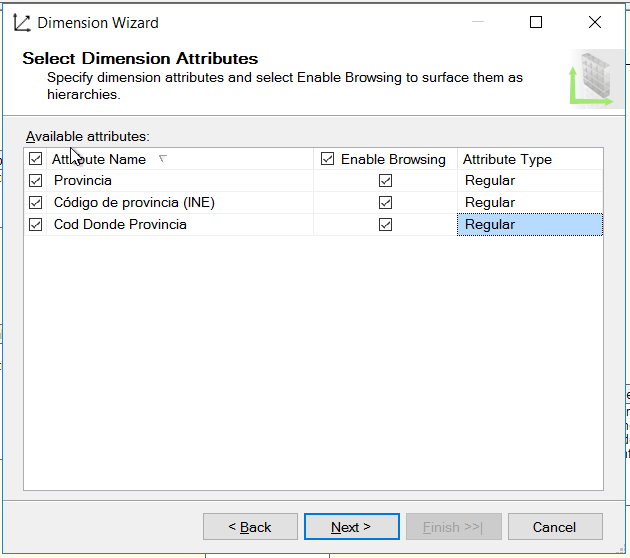 Dimension Wizard
Select Dimension Attributes
Specify dimension attributes and select Enable Browsing to surface them as
hierarchies.
Available attributes:
Attribute Name Enable Browsing Attribute Type
Provincia Regular
Código de provincia (INE) Regular
Cod Donde Provincia Regular
< Back Next > Finish >>| Cancel